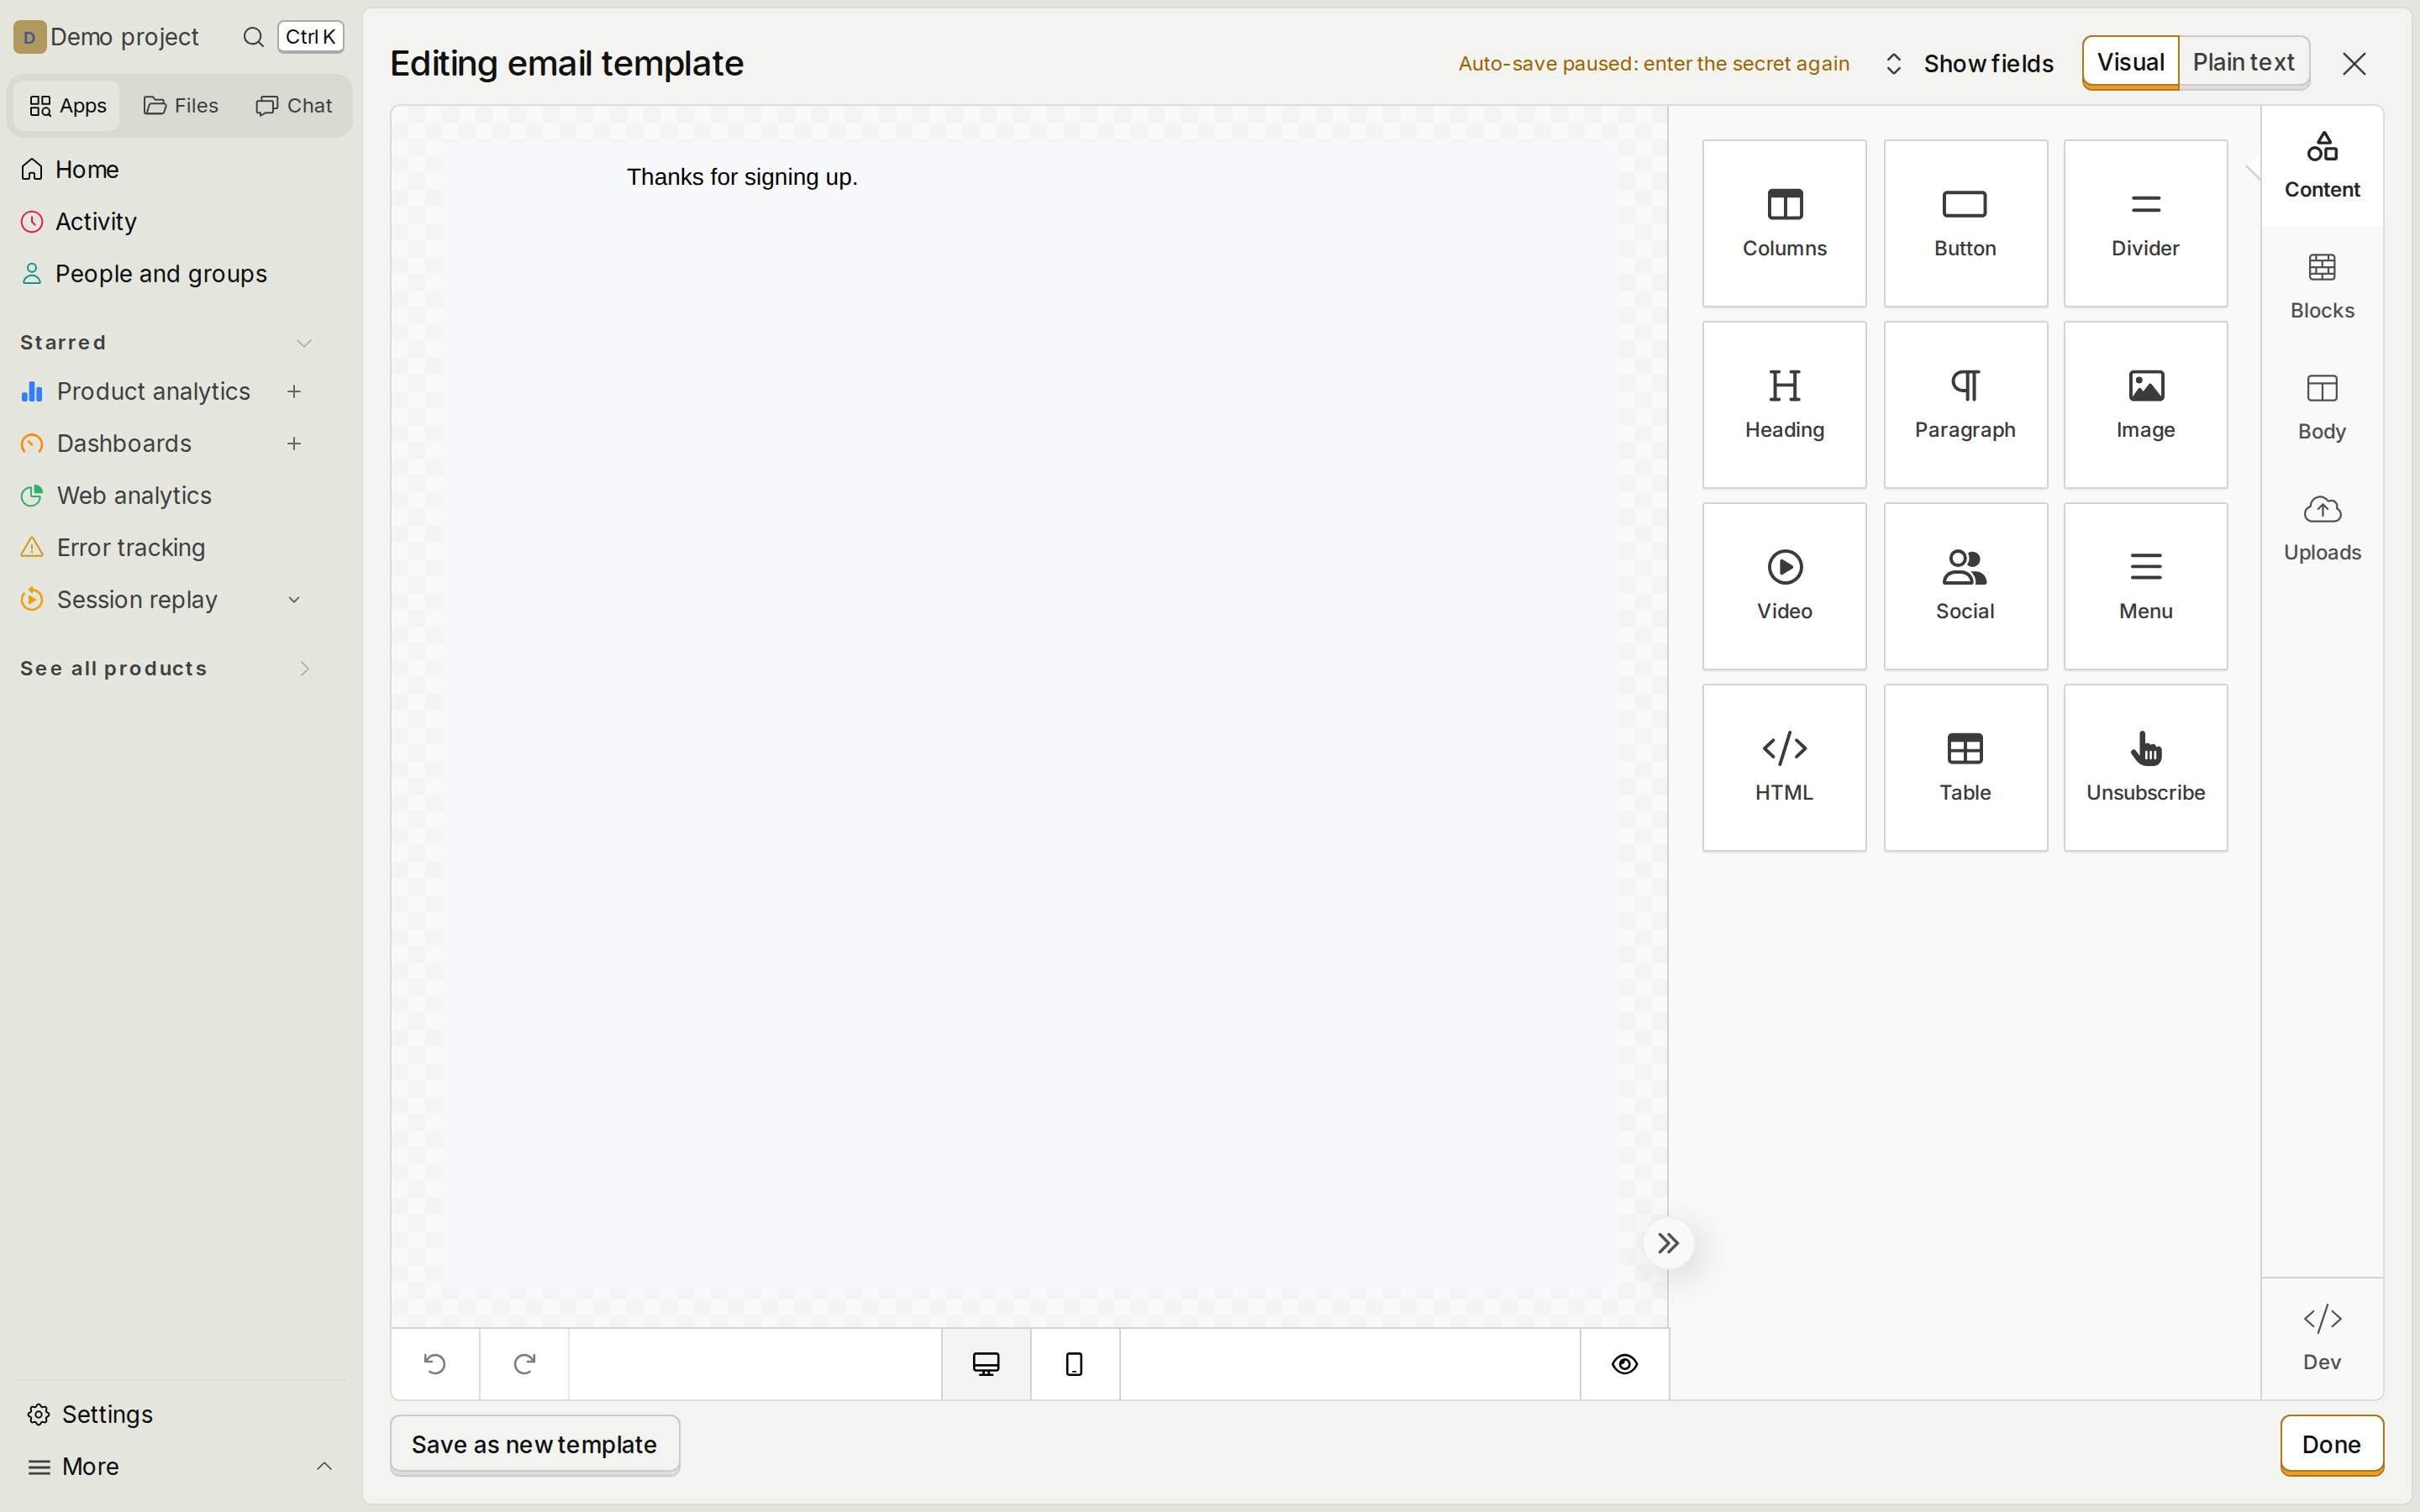 D Demo project Ctrl K
Apps Files Chat
Home
Activity
People and groups
Starred
Product analytics
Dashboards
Web analytics
Error tracking
Session replay
See all products
Settings
More
Editing email template
Auto-save paused: enter the secret again
Show fields
Visual Plain text
Thanks for signing up.
Columns Button Divider
Heading Paragraph Image
Video Social Menu
HTML Table Unsubscribe
Content
Blocks
Body
Uploads
Dev
Save as new template
Done